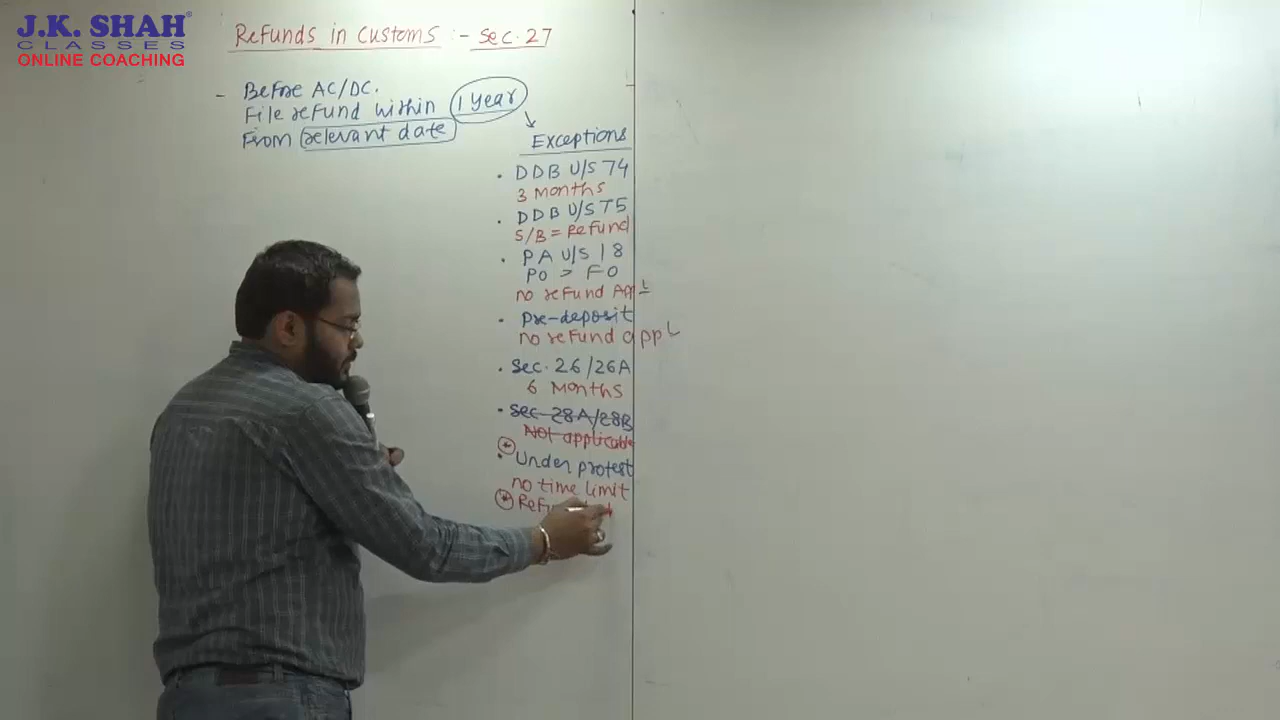 J.K. SHAH®
CLASSES
ONLINE COACHING
Refunds in Customs :- Sec. 27
- Before AC/DC.
File refund within 1 year
From relevant date
Exceptions
• DDB U/S 74
3 Months
• DDB U/S 75
S/B = Refund
• PA U/S 18
PO > FO
no refund Appl
• Pre-deposit
no refund appL
• Sec. 26/26A
6 Months
• Sec 28A/28B
Not applicable
• Under protest
no time limit